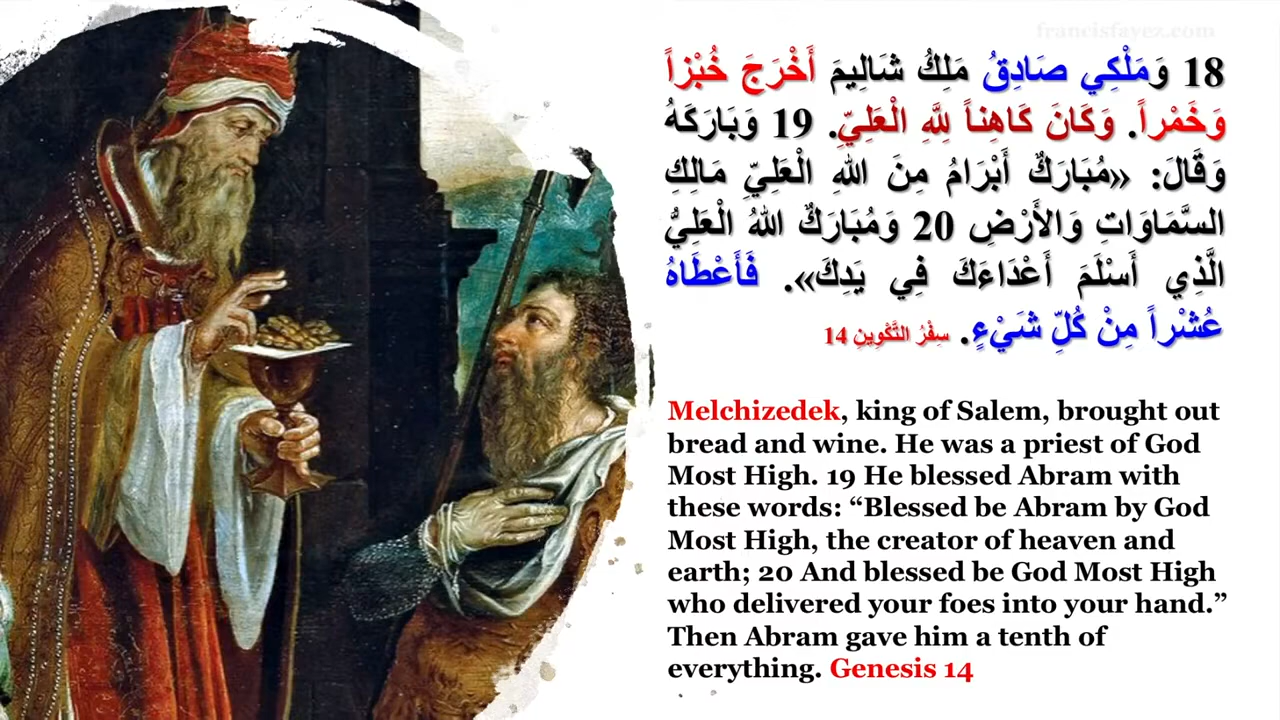 francisfayez.com
18 وَمَلْكِي صَادِقُ مَلِكُ شَالِيمَ أَخْرَجَ خُبْزاً
وَخَمْراً. وَكَانَ كَاهِناً لِلَّهِ الْعَلِيِّ. 19 وَبَارَكَهُ
وَقَالَ: «مُبَارَكٌ أَبْرَامُ مِنَ اللهِ الْعَلِيِّ مَالِكِ
السَّمَاوَاتِ وَالأَرْضِ 20 وَمُبَارَكٌ اللهُ الْعَلِيُّ
الَّذِي أَسْلَمَ أَعْدَاءَكَ فِي يَدِكَ». فَأَعْطَاهُ
عُشْراً مِنْ كُلِّ شَيْءٍ. سِفْرُ التَّكْوِينِ 14
Melchizedek, king of Salem, brought out
bread and wine. He was a priest of God
Most High. 19 He blessed Abram with
these words: “Blessed be Abram by God
Most High, the creator of heaven and
earth; 20 And blessed be God Most High
who delivered your foes into your hand.”
Then Abram gave him a tenth of
everything. Genesis 14